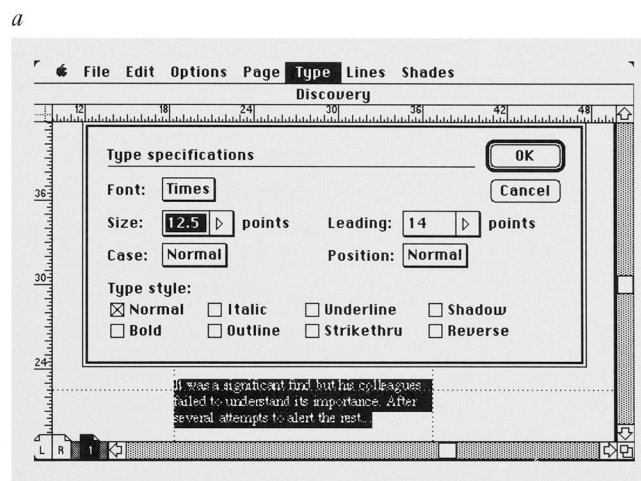 a
File Edit Options Page Type Lines Shades
Discovery
12 18 24 30 36 42 48
Type specifications
OK
Cancel
Font: Times
Size: 12.5 points Leading: 14 points
Case: Normal Position: Normal
Type style:
Normal Italic Underline Shadow
Bold Outline Strikethru Reverse
36
30
24
It was a significant find but his colleagues
failed to understand its importance. After
several attempts to alert the rest...
L R 1